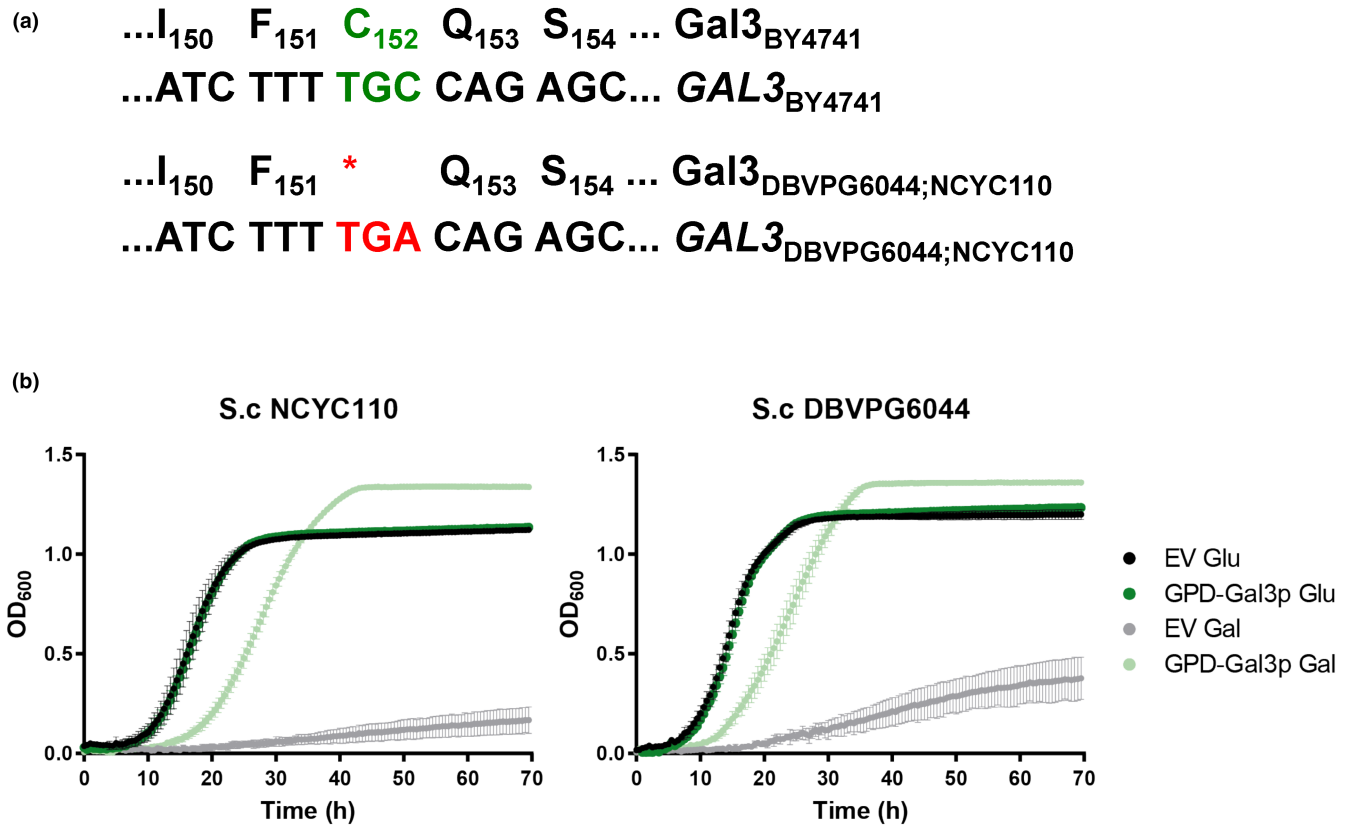 (a)
...I150 F151 C152 Q153 S154 ... Gal3BY4741
...ATC TTT TGC CAG AGC... GAL3BY4741
...I150 F151 * Q153 S154 ... Gal3DBVPG6044;NCYC110
...ATC TTT TGA CAG AGC... GAL3DBVPG6044;NCYC110
(b)
S.c NCYC110
1.5
1.0
0.5
0.0
OD600
0 10 20 30 40 50 60 70
Time (h)
S.c DBVPG6044
1.5
1.0
0.5
0.0
OD600
0 10 20 30 40 50 60 70
Time (h)
EV Glu
GPD-Gal3p Glu
EV Gal
GPD-Gal3p Gal